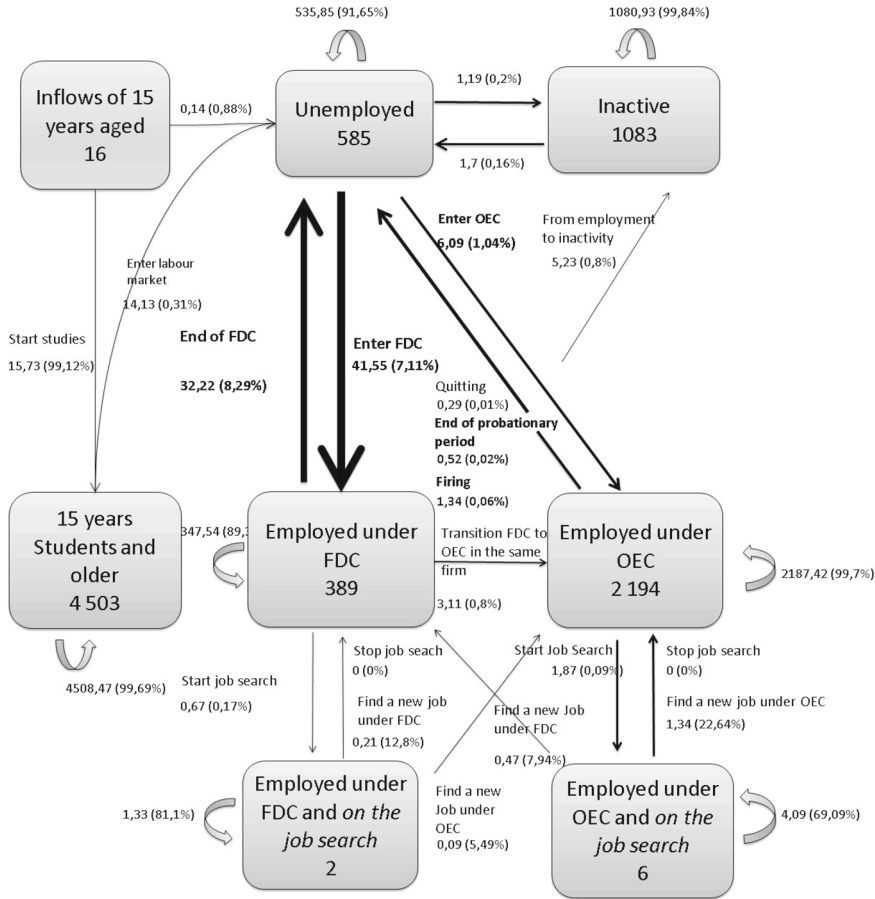 535,85 (91,65%)
1080,93 (99,84%)
Inflows of 15
years aged
16
0,14 (0,88%)
Unemployed
585
1,19 (0,2%)
1,7 (0,16%)
Inactive
1083
Enter OEC
6,09 (1,04%)
From employment
to inactivity
5,23 (0,8%)
Enter labour
market
14,13 (0,31%)
Start studies
15,73 (99,12%)
End of FDC
32,22 (8,29%)
Enter FDC
41,55 (7,11%)
Quitting
0,29 (0,01%)
End of probationary
period
0,52 (0,02%)
Firing
1,34 (0,06%)
15 years
Students and
older
4 503
347,54 (89,
Employed under
FDC
389
Transition FDC to
OEC in the same
firm
3,11 (0,8%)
Employed under
OEC
2 194
2187,42 (99,7%)
4508,47 (99,69%)
Start job search
0,67 (0,17%)
Stop job seach
0 (0%)
Find a new job
under FDC
0,21 (12,8%)
Start Job Search
1,87 (0,09%)
Stop job search
0 (0%)
Find a new Job
under FDC
0,47 (7,94%)
Find a new job under OEC
1,34 (22,64%)
1,33 (81,1%)
Employed under
FDC and on the
job search
2
Find a new
Job under
OEC
0,09 (5,49%)
Employed under
OEC and on the
job search
6
4,09 (69,09%)